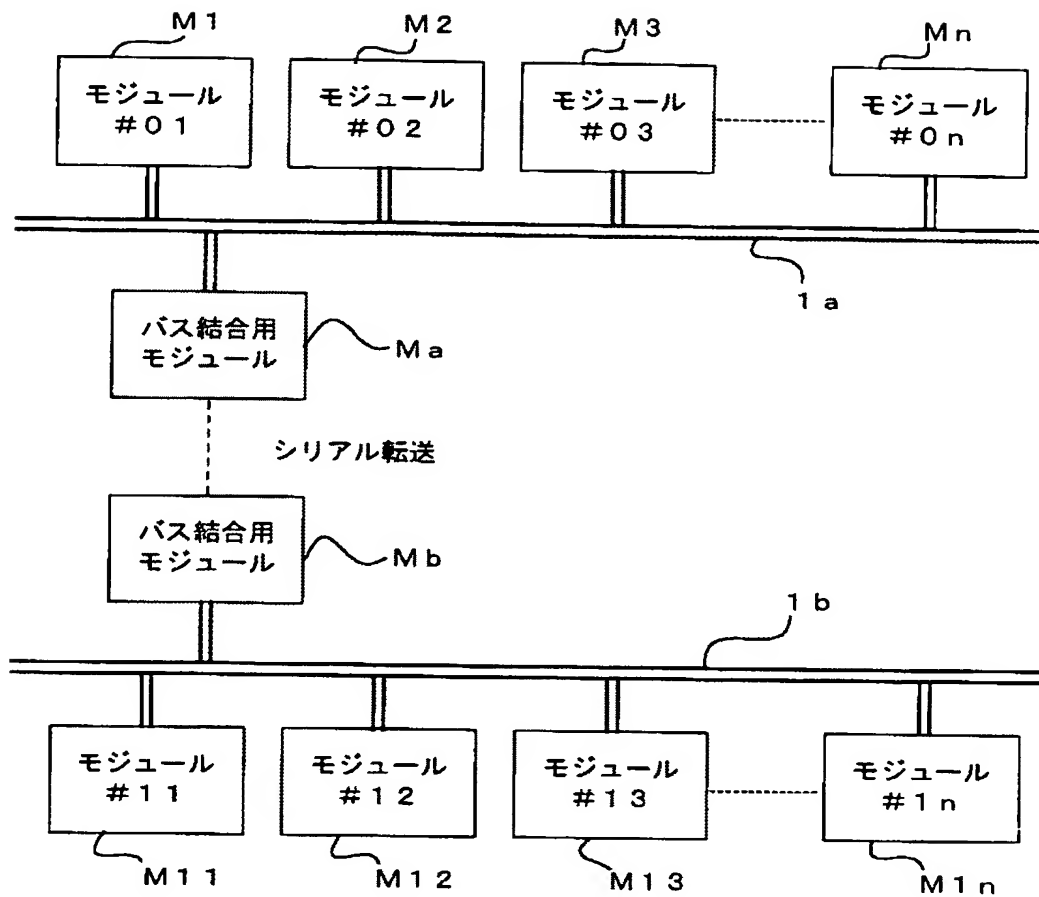 M1
M2
M3
Mn
モジュール
#01
モジュール
#02
モジュール
#03
モジュール
#0n
1a
バス結合用
モジュール
Ma
シリアル転送
バス結合用
モジュール
Mb
1b
モジュール
#11
モジュール
#12
モジュール
#13
モジュール
#1n
M11
M12
M13
M1n